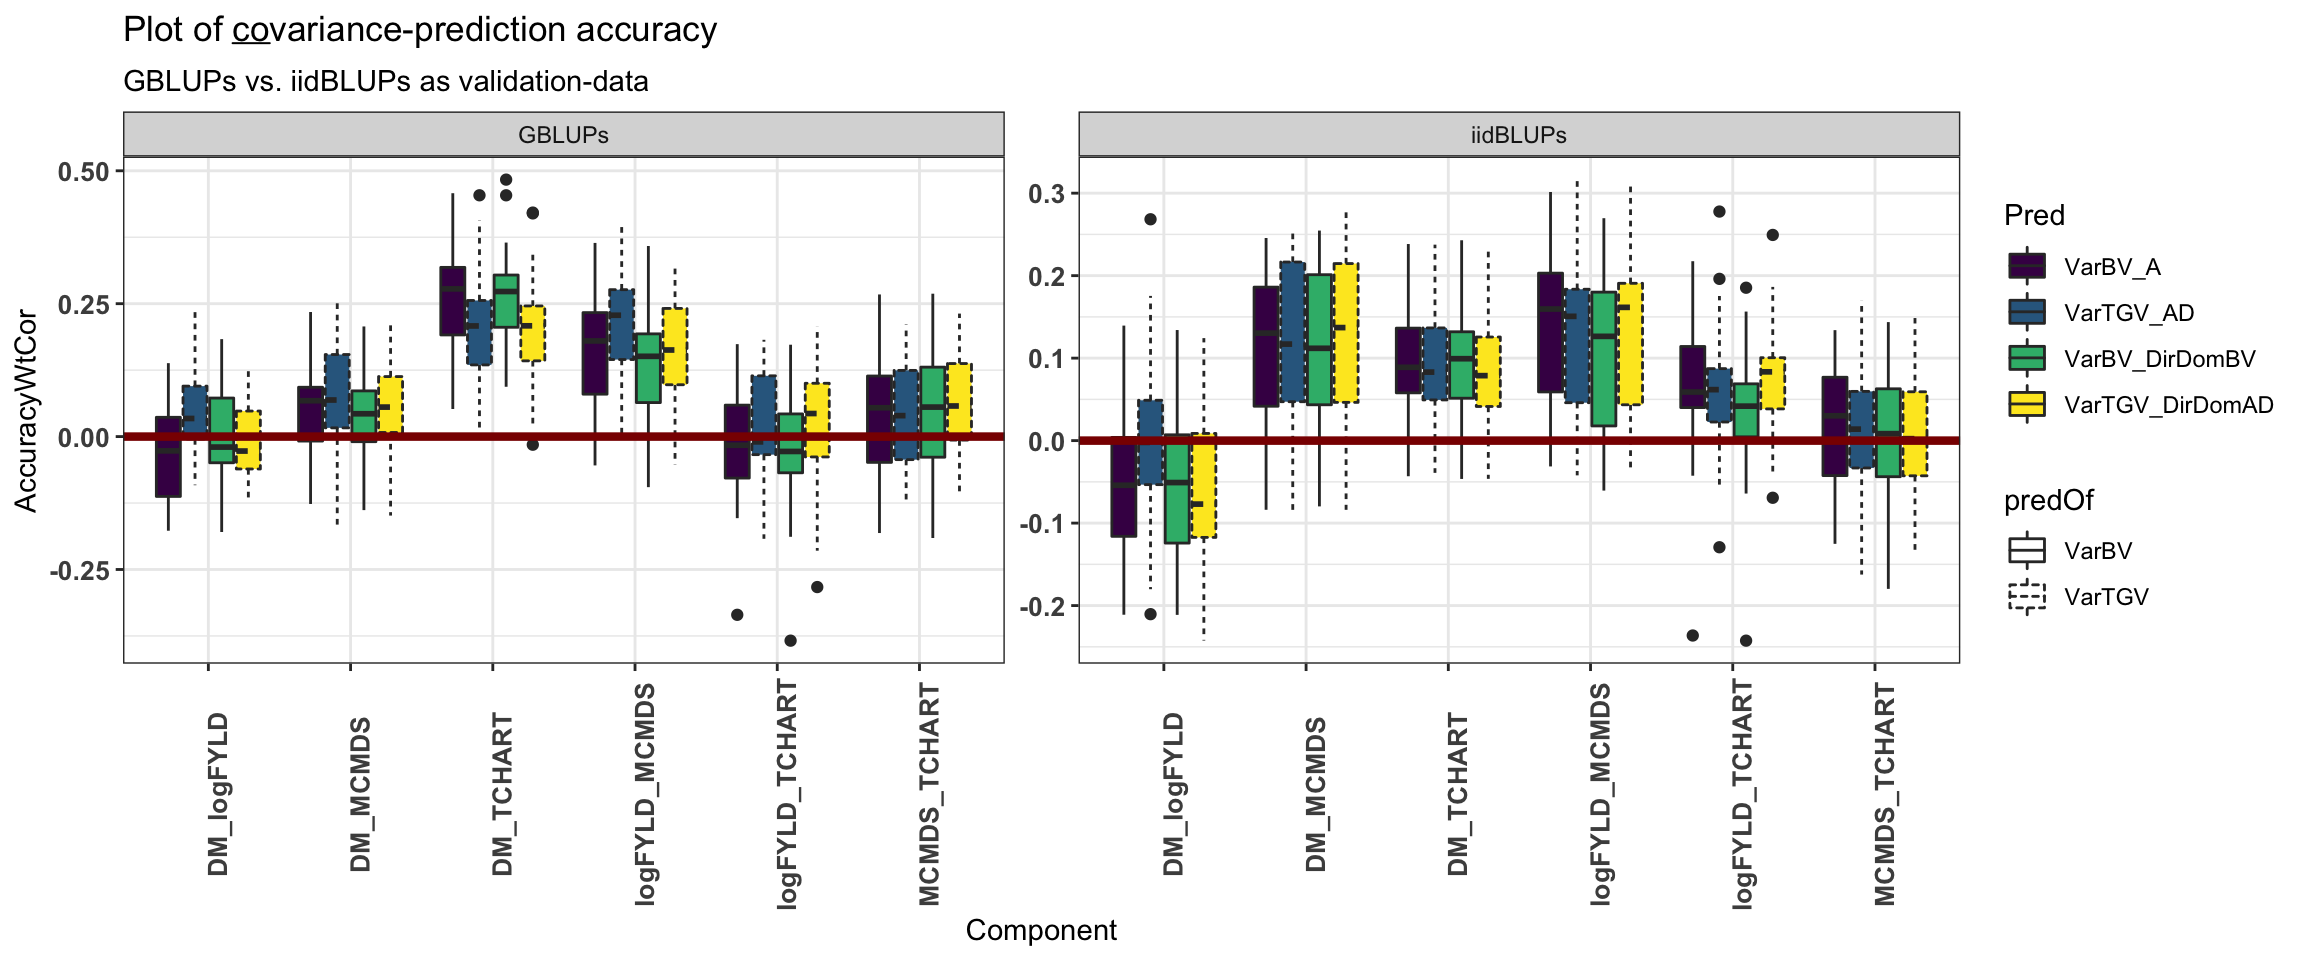 Plot of covariance-prediction accuracy
GBLUPs vs. iidBLUPs as validation-data
GBLUPs
iidBLUPs
AccuracyWtCor
0.50
0.25
0.00
-0.25
0.3
0.2
0.1
0.0
-0.1
-0.2
DM_logFYLD
DM_MCMDS
DM_TCHART
logFYLD_MCMDS
logFYLD_TCHART
MCMDS_TCHART
DM_logFYLD
DM_MCMDS
DM_TCHART
logFYLD_MCMDS
logFYLD_TCHART
MCMDS_TCHART
Component
Pred
VarBV_A
VarTGV_AD
VarBV_DirDomBV
VarTGV_DirDomAD
predOf
VarBV
VarTGV